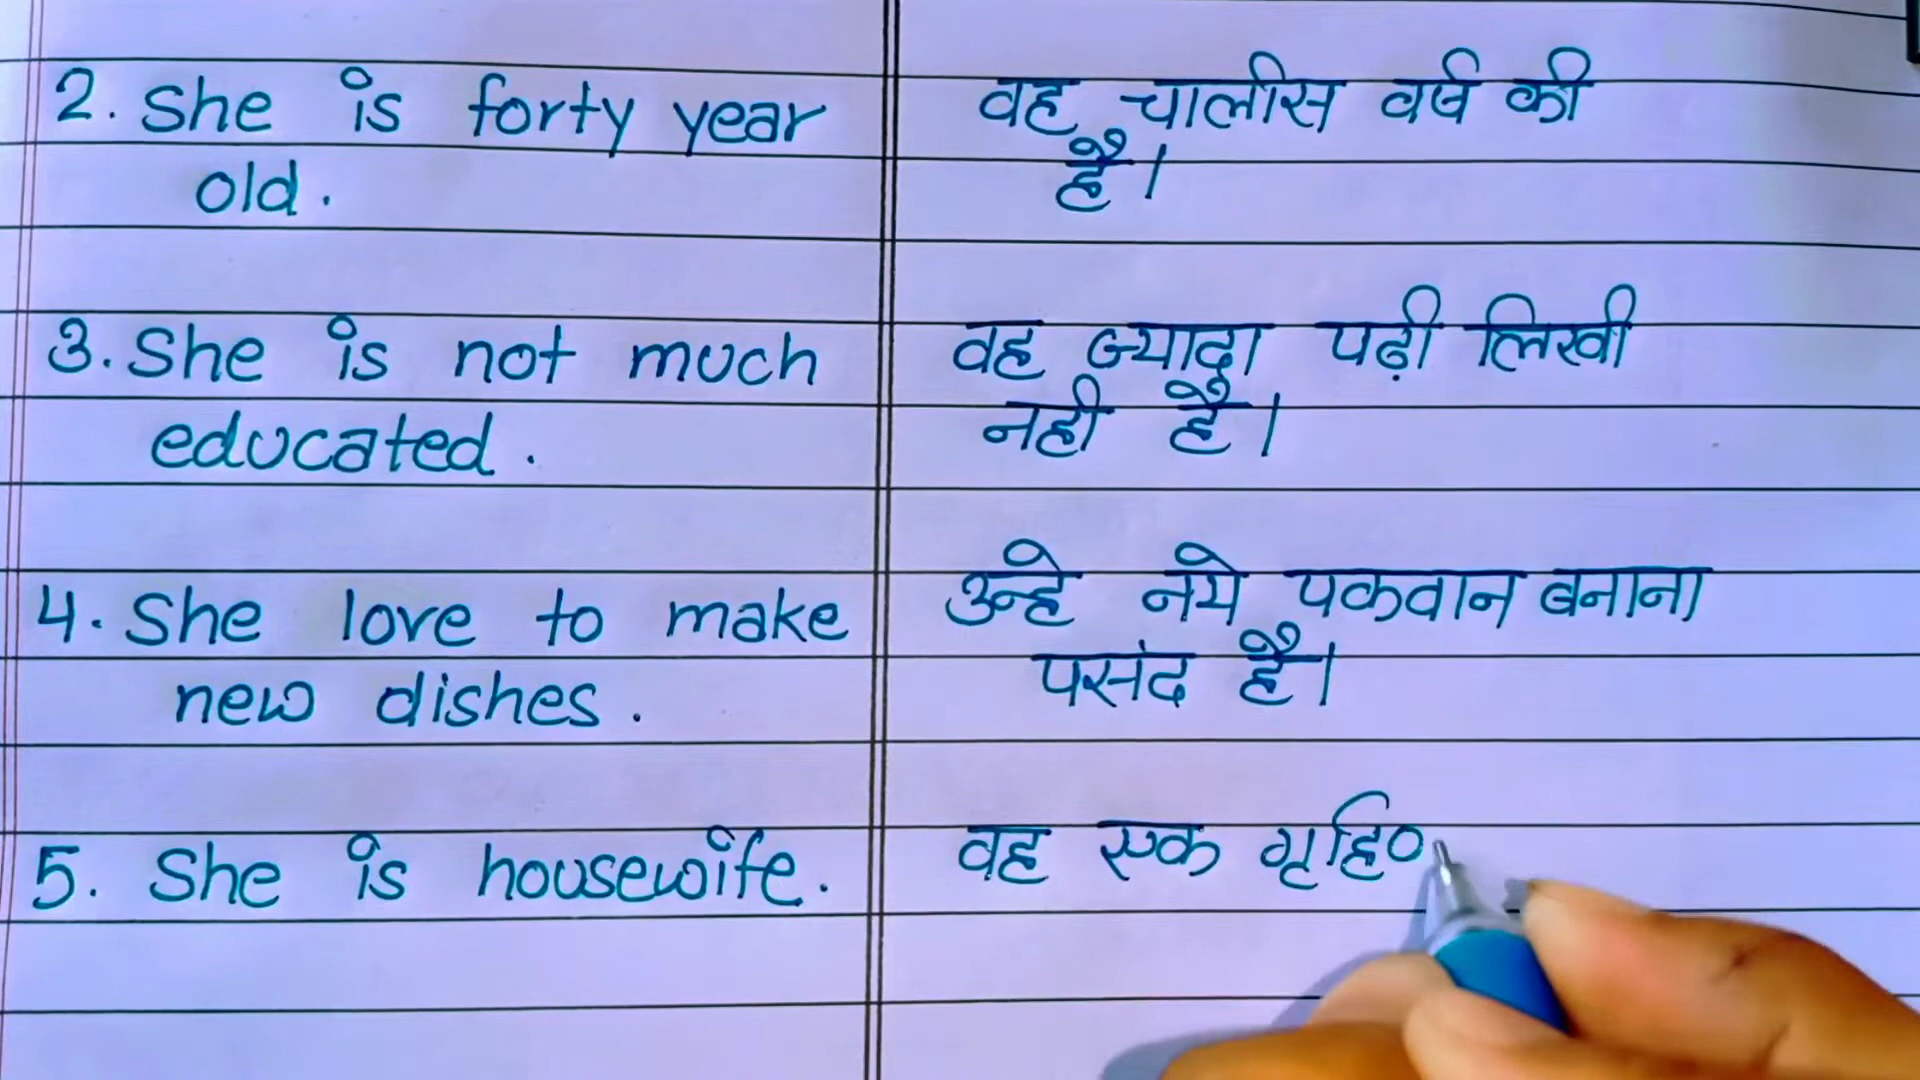 2. She is forty year
old.
वह चालीस वर्ष की
है।
3. She is not much
educated.
वह ज्यादा पढ़ी लिखी
नही है।
4. She love to make
new dishes.
उन्हे नये पकवान बनाना
पसंद है।
5. She is housewife.
वह एक